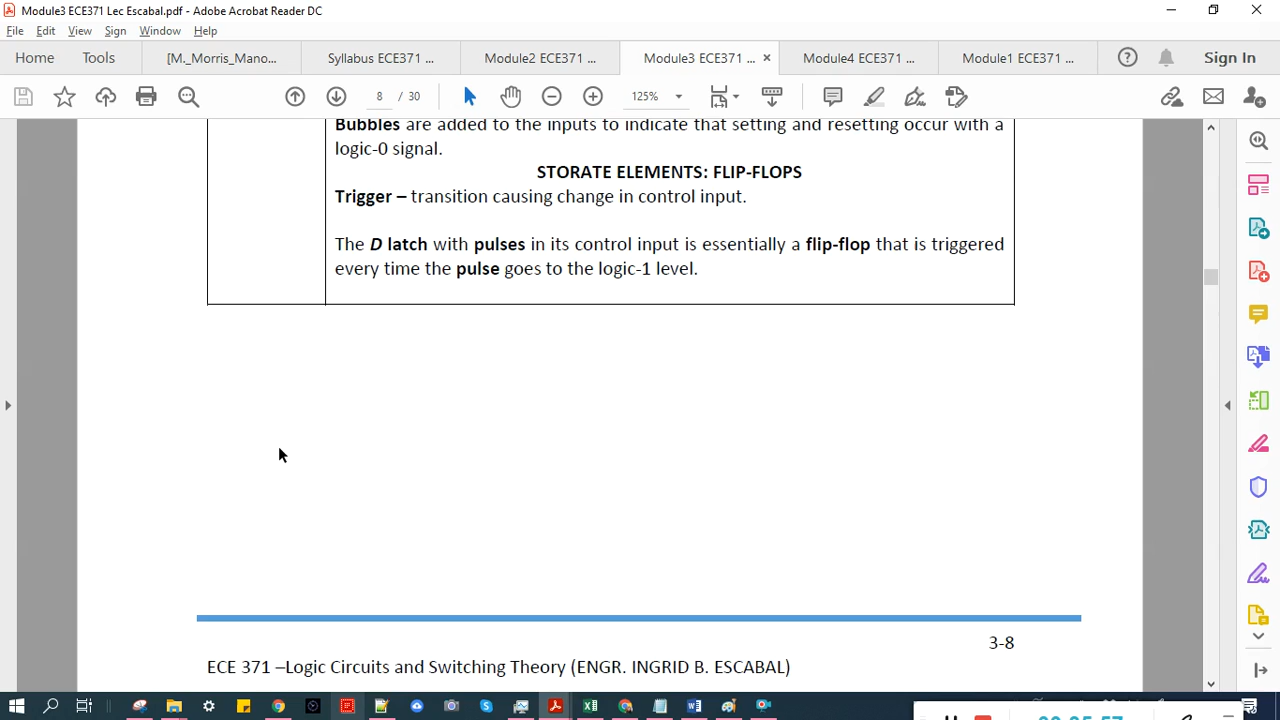 Module3 ECE371 Lec Escabal.pdf - Adobe Acrobat Reader DC
File Edit View Sign Window Help
Home Tools [M._Morris_Mano... Syllabus ECE371 ... Module2 ECE371 ... Module3 ECE371 ... × Module4 ECE371 ... Module1 ECE371 ... Sign In
8 / 30 125%
Bubbles are added to the inputs to indicate that setting and resetting occur with a
logic-0 signal.
STORATE ELEMENTS: FLIP-FLOPS
Trigger – transition causing change in control input.
The D latch with pulses in its control input is essentially a flip-flop that is triggered
every time the pulse goes to the logic-1 level.
3-8
ECE 371 –Logic Circuits and Switching Theory (ENGR. INGRID B. ESCABAL)